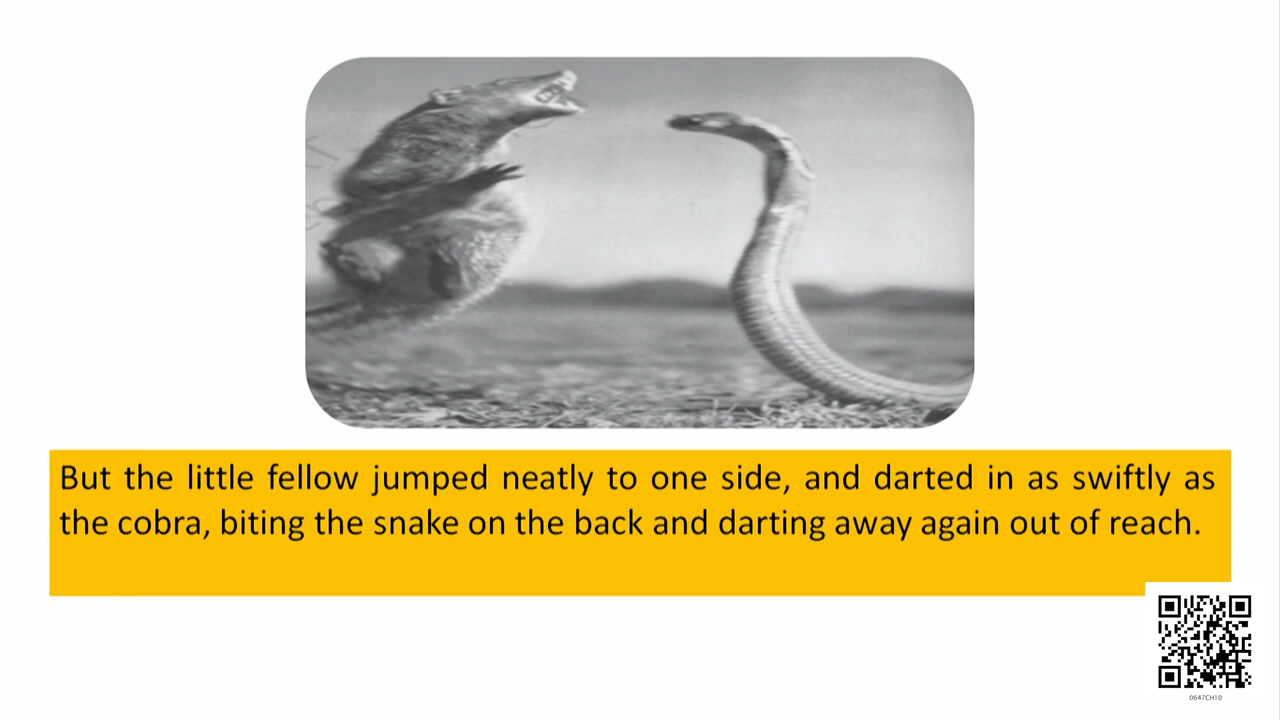 But the little fellow jumped neatly to one side, and darted in as swiftly as
the cobra, biting the snake on the back and darting away again out of reach.
0647CH10